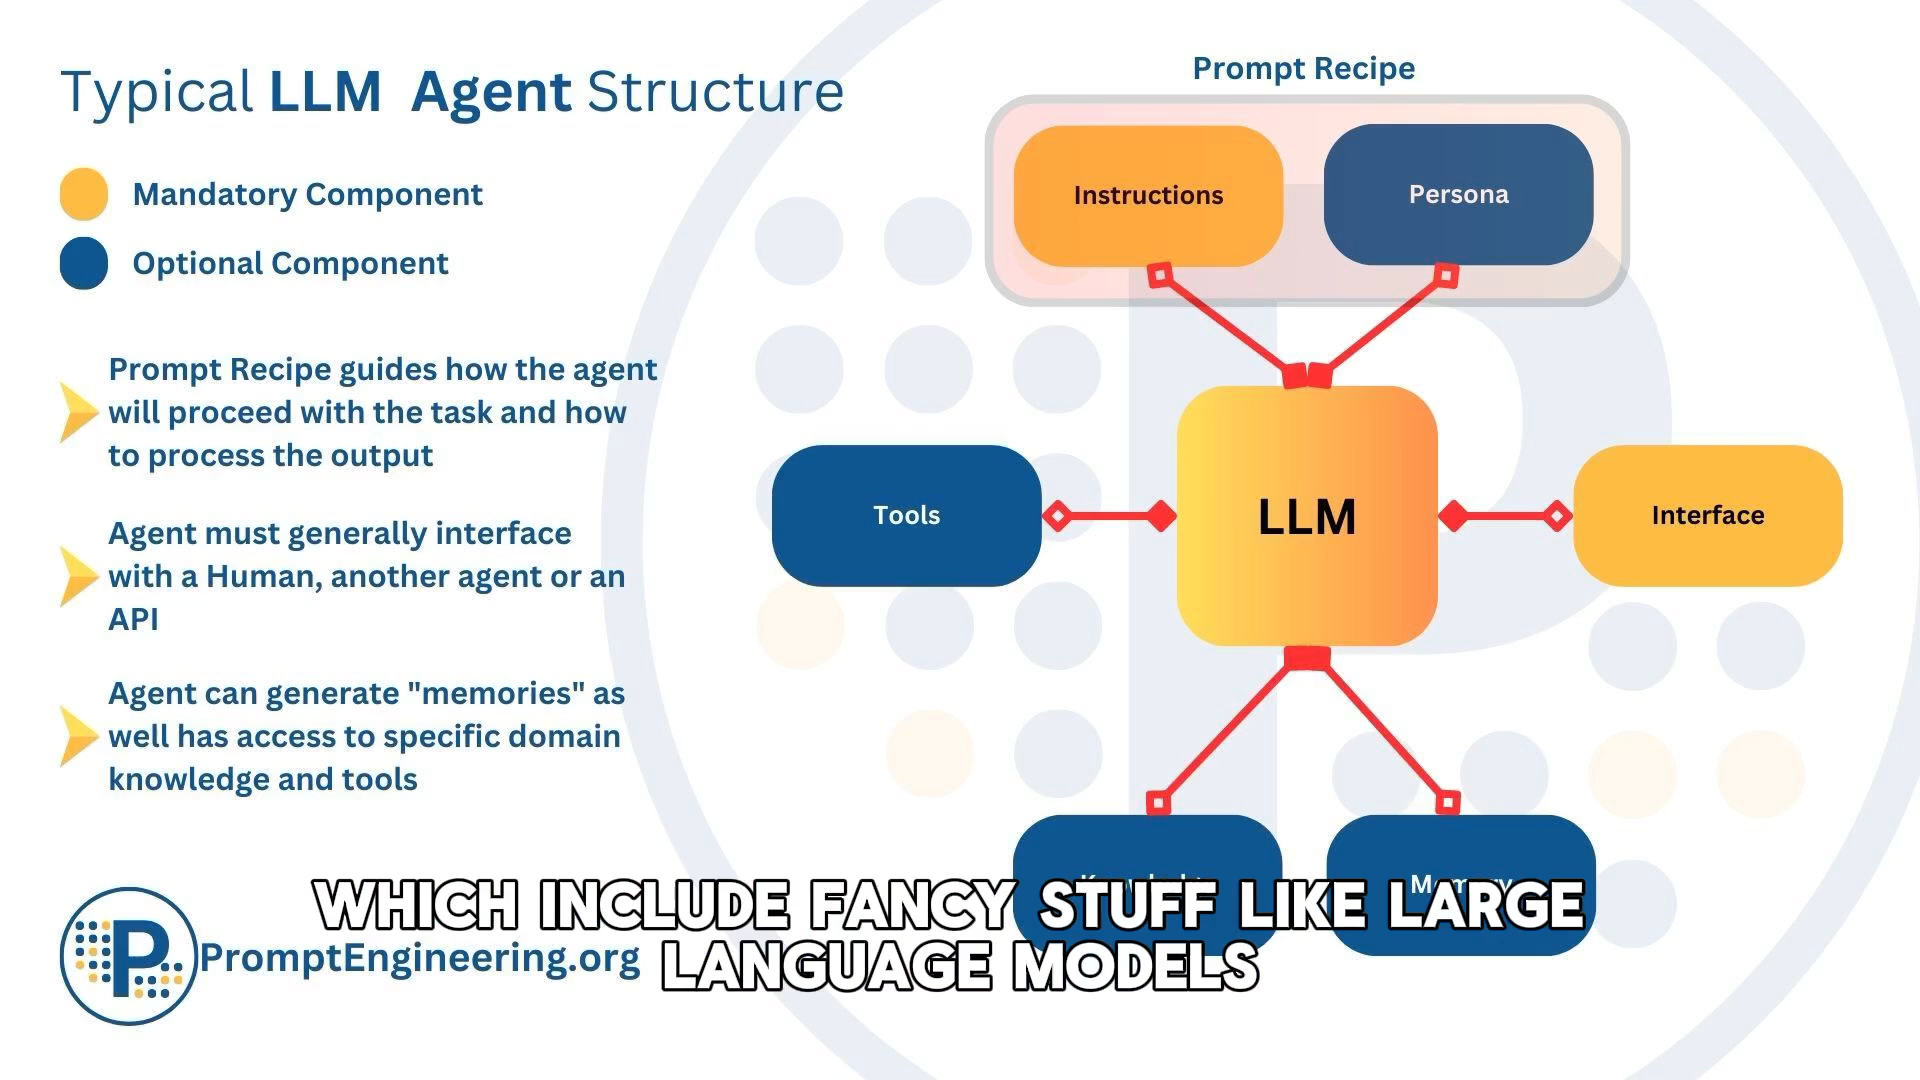 Typical LLM Agent Structure
Mandatory Component
Optional Component
Prompt Recipe guides how the agent
will proceed with the task and how
to process the output
Agent must generally interface
with a Human, another agent or an
API
Agent can generate "memories" as
well has access to specific domain
knowledge and tools
Prompt Recipe
Instructions
Persona
Tools
LLM
Interface
Memory
WHICH INCLUDE FANCY STUFF LIKE LARGE
LANGUAGE MODELS
P
PromptEngineering.org